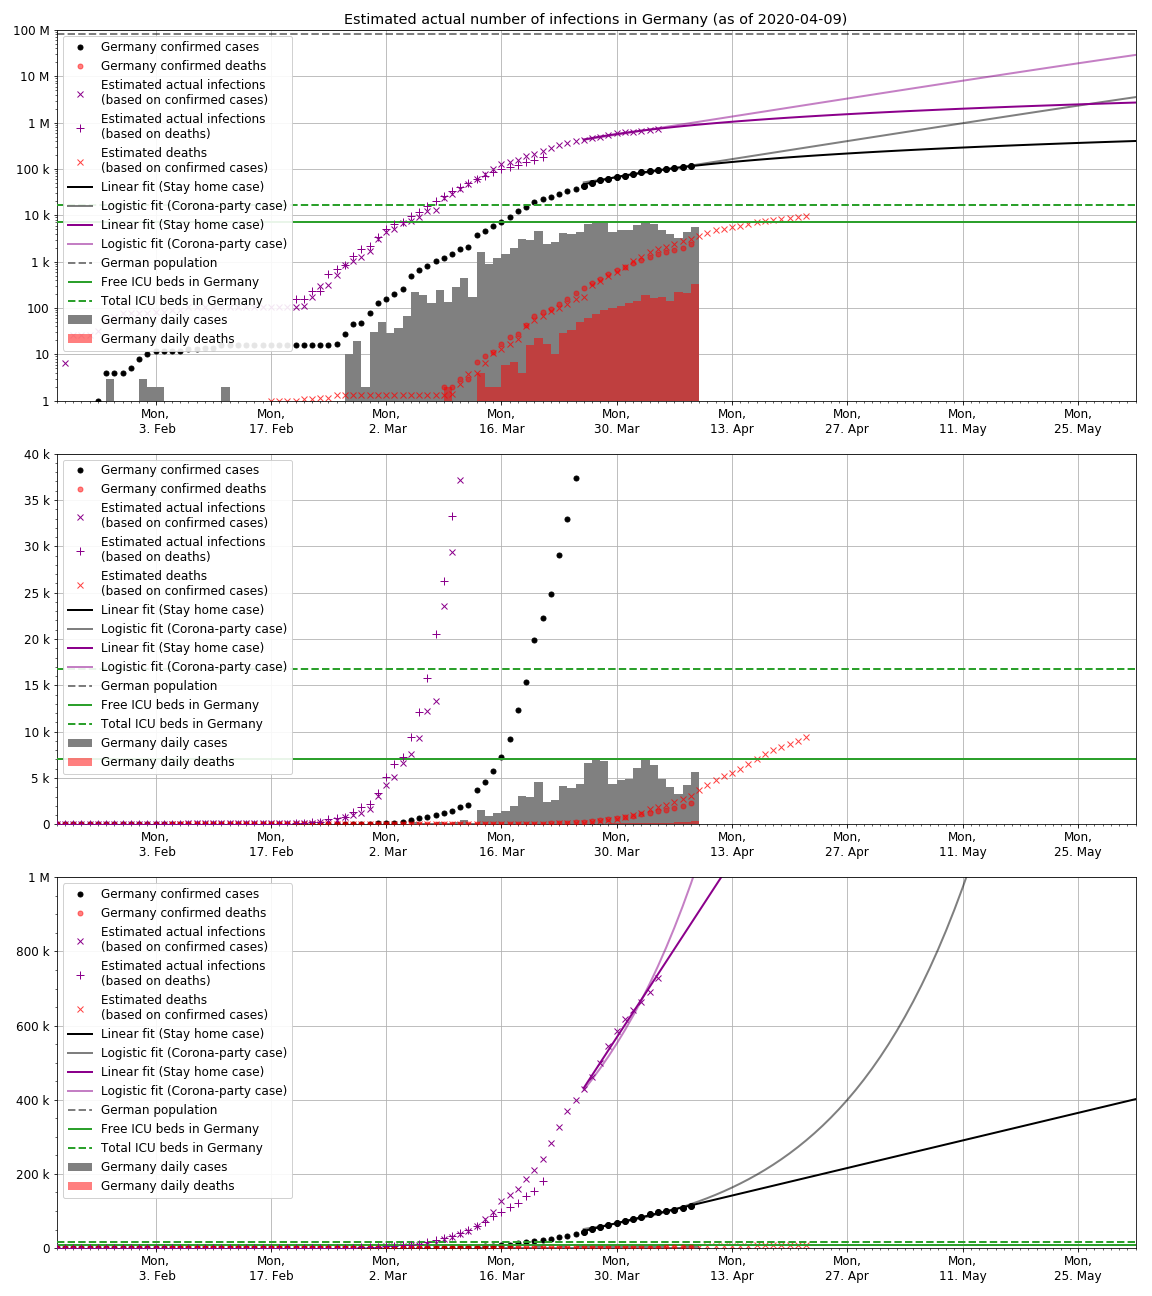 Estimated actual number of infections in Germany (as of 2020-04-09)
100 M
10 M
1 M
100 k
10 k
1 k
100
10
1
Germany confirmed cases
Germany confirmed deaths
Estimated actual infections
(based on confirmed cases)
Estimated actual infections
(based on deaths)
Estimated deaths
(based on confirmed cases)
Linear fit (Stay home case)
Logistic fit (Corona-party case)
Linear fit (Stay home case)
Logistic fit (Corona-party case)
German population
Free ICU beds in Germany
Total ICU beds in Germany
Germany daily cases
Germany daily deaths
Mon, Mon, Mon, Mon, Mon, Mon, Mon, Mon, Mon,
3. Feb 17. Feb 2. Mar 16. Mar 30. Mar 13. Apr 27. Apr 11. May 25. May
40 k
35 k
30 k
25 k
20 k
15 k
10 k
5 k
0
Germany confirmed cases
Germany confirmed deaths
Estimated actual infections
(based on confirmed cases)
Estimated actual infections
(based on deaths)
Estimated deaths
(based on confirmed cases)
Linear fit (Stay home case)
Logistic fit (Corona-party case)
Linear fit (Stay home case)
Logistic fit (Corona-party case)
German population
Free ICU beds in Germany
Total ICU beds in Germany
Germany daily cases
Germany daily deaths
Mon, Mon, Mon, Mon, Mon, Mon, Mon, Mon, Mon,
3. Feb 17. Feb 2. Mar 16. Mar 30. Mar 13. Apr 27. Apr 11. May 25. May
1 M
800 k
600 k
400 k
200 k
0
Germany confirmed cases
Germany confirmed deaths
Estimated actual infections
(based on confirmed cases)
Estimated actual infections
(based on deaths)
Estimated deaths
(based on confirmed cases)
Linear fit (Stay home case)
Logistic fit (Corona-party case)
Linear fit (Stay home case)
Logistic fit (Corona-party case)
German population
Free ICU beds in Germany
Total ICU beds in Germany
Germany daily cases
Germany daily deaths
Mon, Mon, Mon, Mon, Mon, Mon, Mon, Mon, Mon,
3. Feb 17. Feb 2. Mar 16. Mar 30. Mar 13. Apr 27. Apr 11. May 25. May